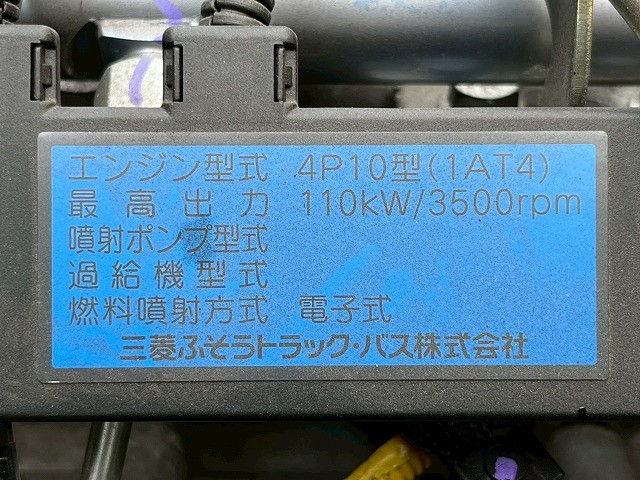 エンジン型式 4P10型(1AT4)
最高出力 110kW/3500rpm
噴射ポンプ型式
過給機型式
燃料噴射方式 電子式
三菱ふそうトラック・バス株式会社